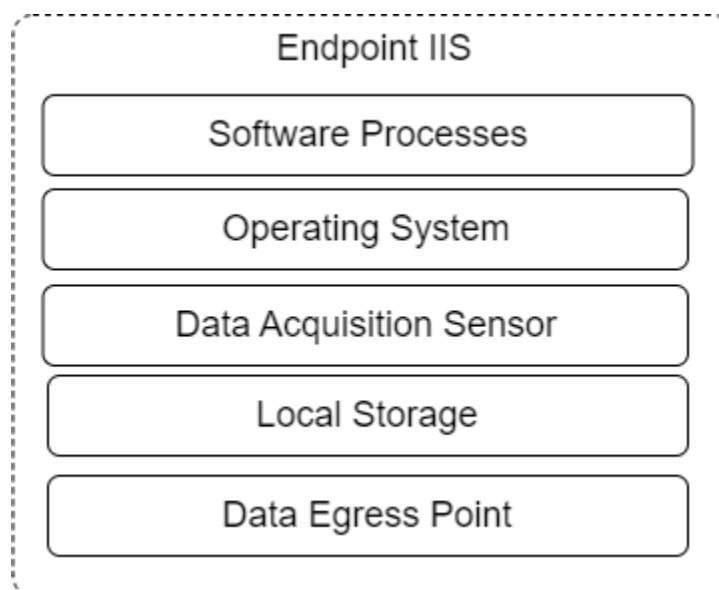 Endpoint IIS
Software Processes
Operating System
Data Acquisition Sensor
Local Storage
Data Egress Point